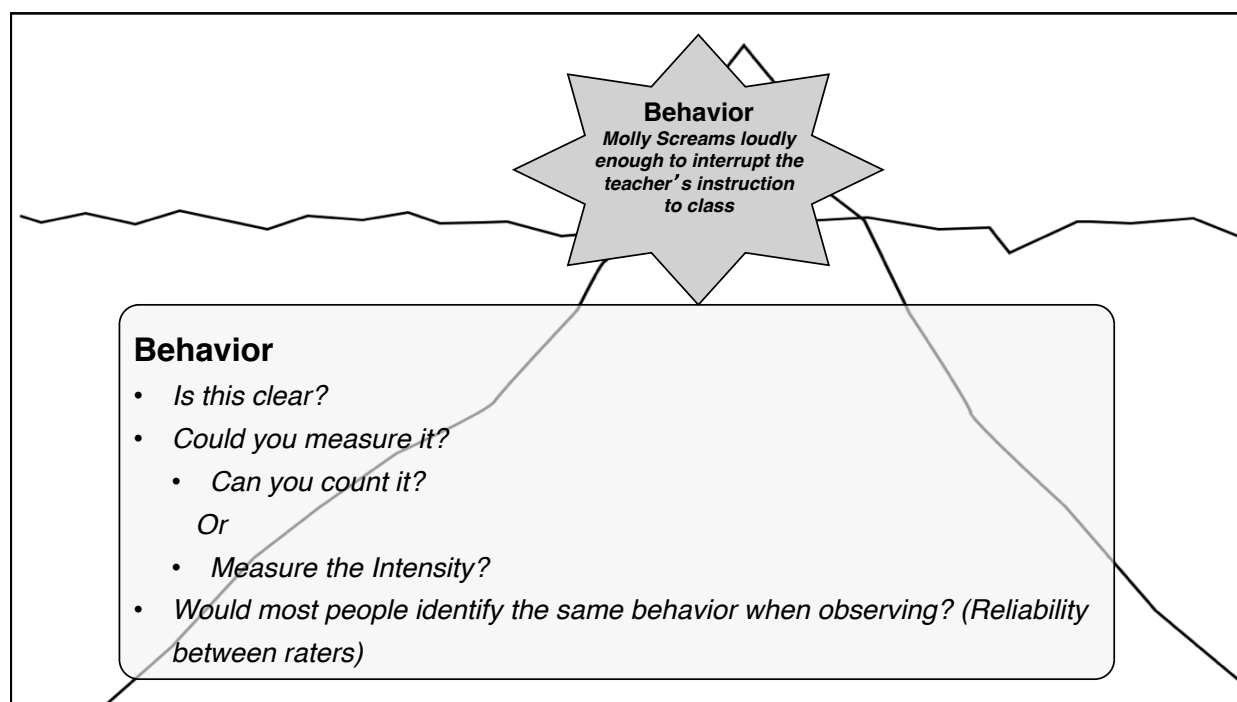 Behavior
Molly Screams loudly
enough to interrupt the
teacher’s instruction
to class
Behavior
• Is this clear?
• Could you measure it?
• Can you count it?
Or
• Measure the Intensity?
• Would most people identify the same behavior when observing? (Reliability
between raters)